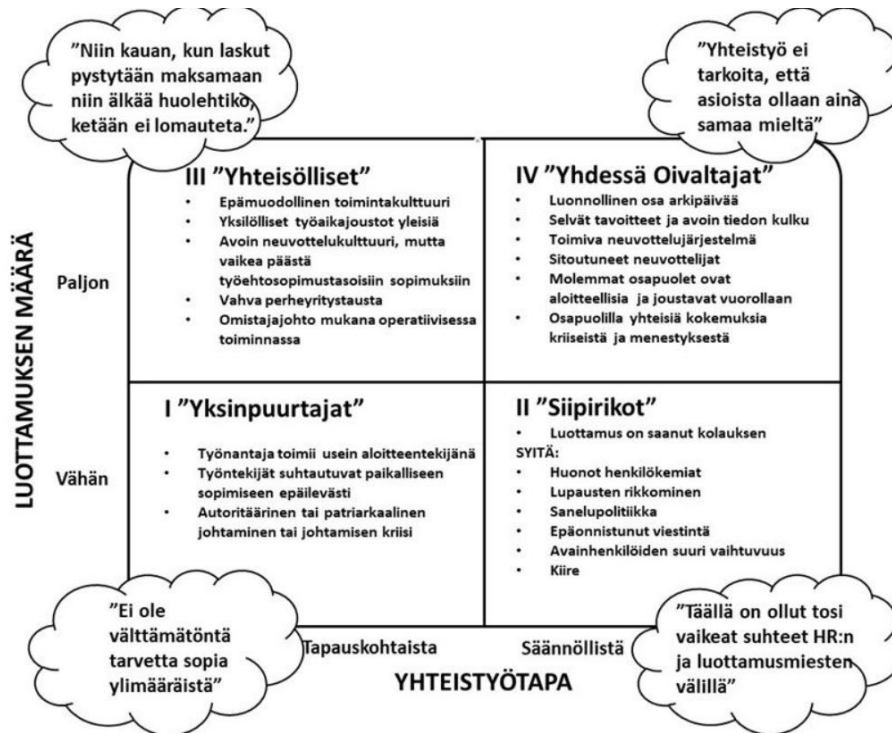 ”Niin kauan, kun laskut
pystytään maksamaan
niin älkää huolehtiko,
ketään ei lomauteta.”
”Yhteistyö ei
tarkoita, että
asioista ollaan aina
samaa mieltä”
LUOTTAMUKSEN MÄÄRÄ
Paljon
III ”Yhteisölliset”
• Epämuodollinen toimintakulttuuri
• Yksilölliset työaikajoustot yleisiä
• Avoin neuvottelukulttuuri, mutta
vaikea päästä
työehtosopimustasoisiin sopimuksiin
• Vahva perheyritystausta
• Omistajajohto mukana operatiivisessa
toiminnassa
IV ”Yhdessä Oivaltajat”
• Luonnollinen osa arkipäivää
• Selvät tavoitteet ja avoin tiedon kulku
• Toimiva neuvottelujärjestelmä
• Sitoutuneet neuvottelijat
• Molemmat osapuolet ovat
aloitteellisia ja joustavat vuorollaan
• Osapuolilla yhteisiä kokemuksia
kriiseistä ja menestyksestä
Vähän
I ”Yksinpuurtajat”
• Työnantaja toimii usein aloitteentekijänä
• Työntekijät suhtautuvat paikalliseen
sopimiseen epäilevästi
• Autoritäärinen tai patriarkaalinen
johtaminen tai johtamisen kriisi
II ”Siipirikot”
• Luottamus on saanut kolauksen
SYITÄ:
• Huonot henkilökemiat
• Lupausten rikkominen
• Sanelupolitiikka
• Epäonnistunut viestintä
• Avainhenkilöiden suuri vaihtuvuus
• Kiire
”Ei ole
välttämätöntä
tarvetta sopia
ylimääräistä”
Tapauskohtaista
Säännöllistä
YHTEISTYÖTAPA
”Täällä on ollut tosi
vaikeat suhteet HR:n
ja luottamusmiesten
välillä”